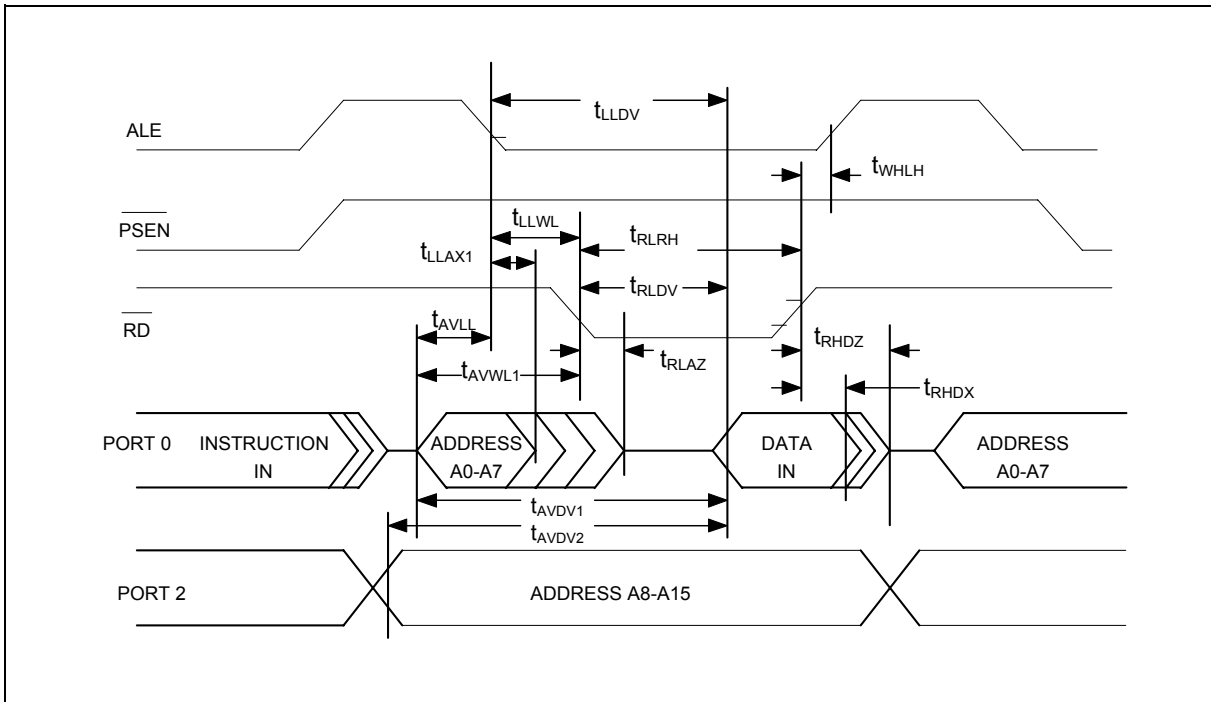 tLLDV
ALE
tWHLH
PSEN
tLLWL
tRLRH
tLLAX1
tRLDV
RD
tAVLL
tRHDZ
tRLAZ
tAVWL1
tRHDX
PORT 0
INSTRUCTION
IN
ADDRESS
A0-A7
DATA
IN
ADDRESS
A0-A7
tAVDV1
tAVDV2
PORT 2
ADDRESS A8-A15